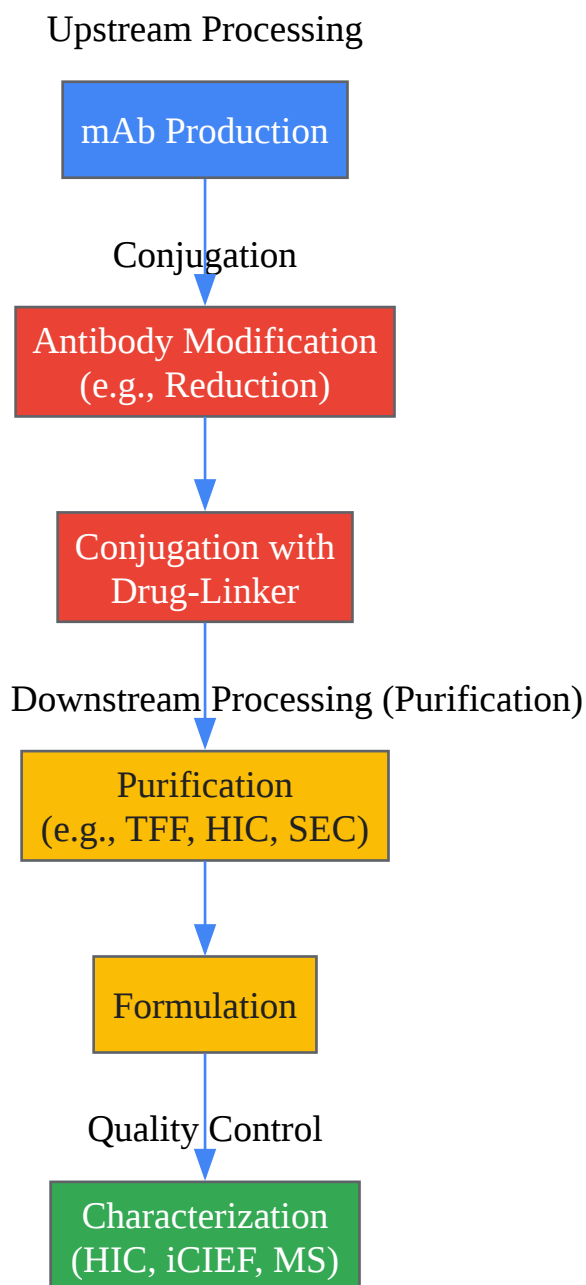 Upstream Processing
mAb Production
Conjugation
Antibody Modification
(e.g., Reduction)
Conjugation with
Drug-Linker
Downstream Processing (Purification)
Purification
(e.g., TFF, HIC, SEC)
Formulation
Quality Control
Characterization
(HIC, iCIEF, MS)